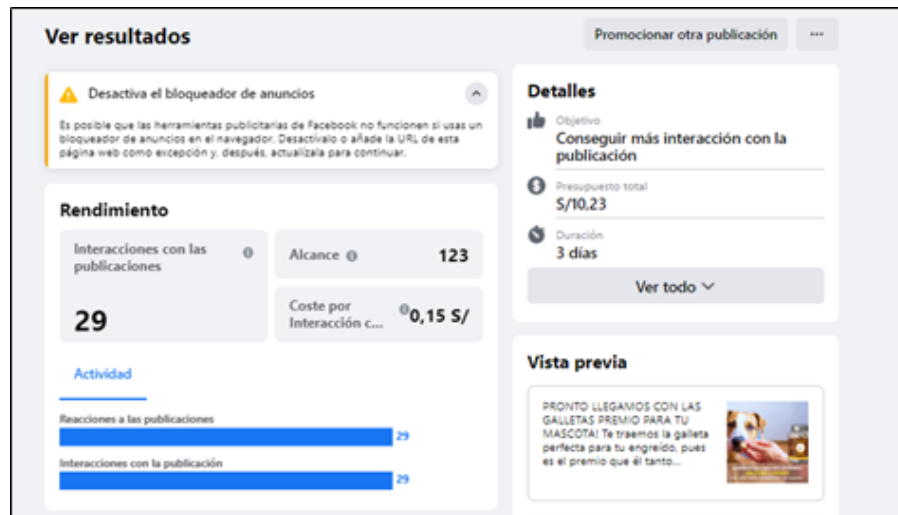 Ver resultados
Promocionar otra publicación
...
Desactiva el bloqueador de anuncios
Es posible que las herramientas publicitarias de Facebook no funcionen si usas un
bloqueador de anuncios en el navegador. Desactívalo o añade la URL de esta
página web como excepción y, después, actualízala para continuar.
Rendimiento
Interacciones con las
publicaciones
29
Alcance
123
Coste por
Interacción c...
0,15 S/
Actividad
Reacciones a las publicaciones
29
Interacciones con la publicación
29
Detalles
Objetivo
Conseguir más interacción con la
publicación
Presupuesto total
S/10,23
Duración
3 días
Ver todo
Vista previa
PRONTO LLEGAMOS CON LAS
GALLETAS PREMIO PARA TU
MASCOTA! Te traemos la galleta
perfecta para tu engreído, pues
es el premio que él tanto...